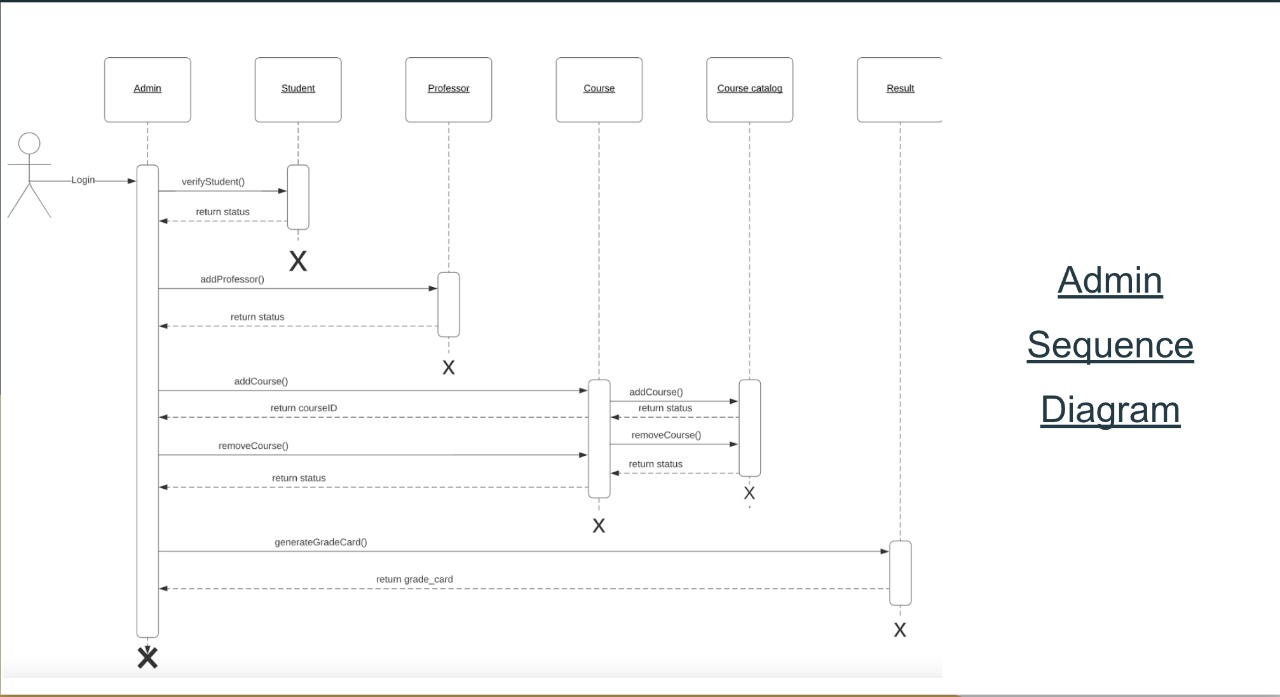 Admin
Student
Professor
Course
Course catalog
Result
Login
verifyStudent()
return status
X
addProfessor()
return status
X
addCourse()
addCourse()
return courseID
return status
removeCourse()
removeCourse()
return status
return status
X
X
generateGradeCard()
return grade_card
X
X
Admin
Sequence
Diagram